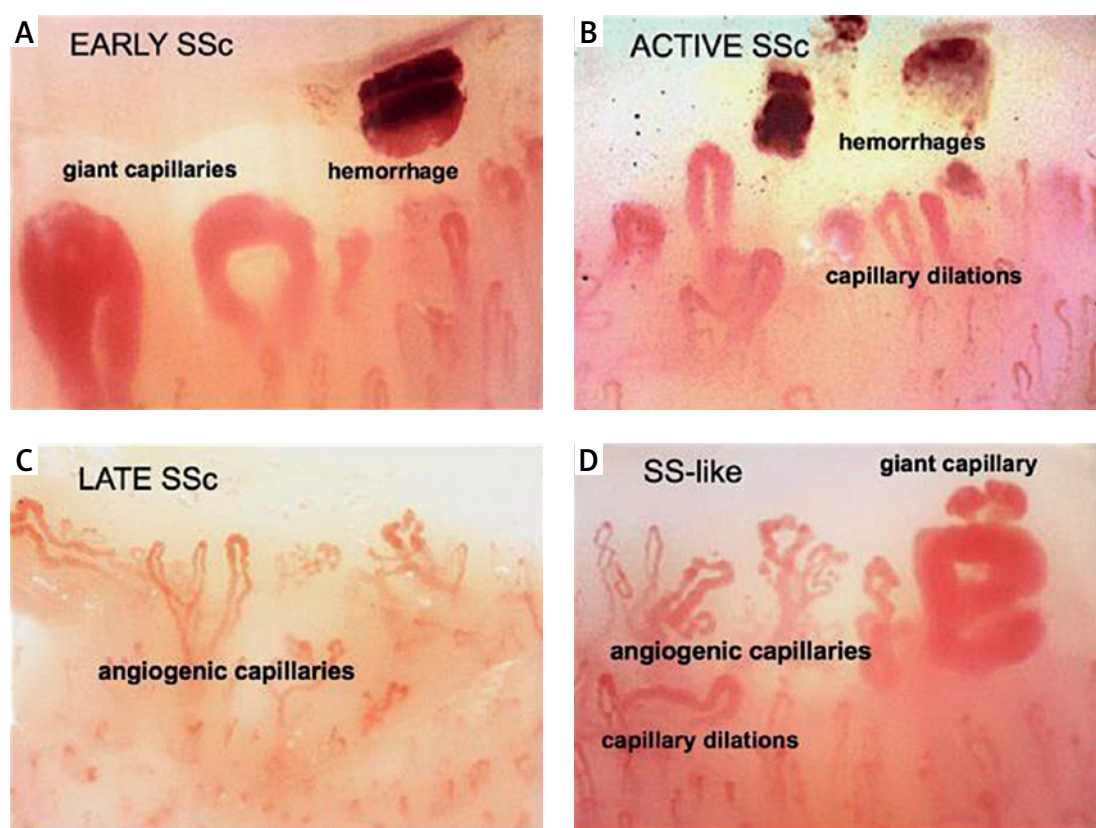 A
EARLY SSc
giant capillaries
hemorrhage
B
ACTIVE SSc
hemorrhages
capillary dilations
C
LATE SSc
angiogenic capillaries
D
SS-like
giant capillary
angiogenic capillaries
capillary dilations